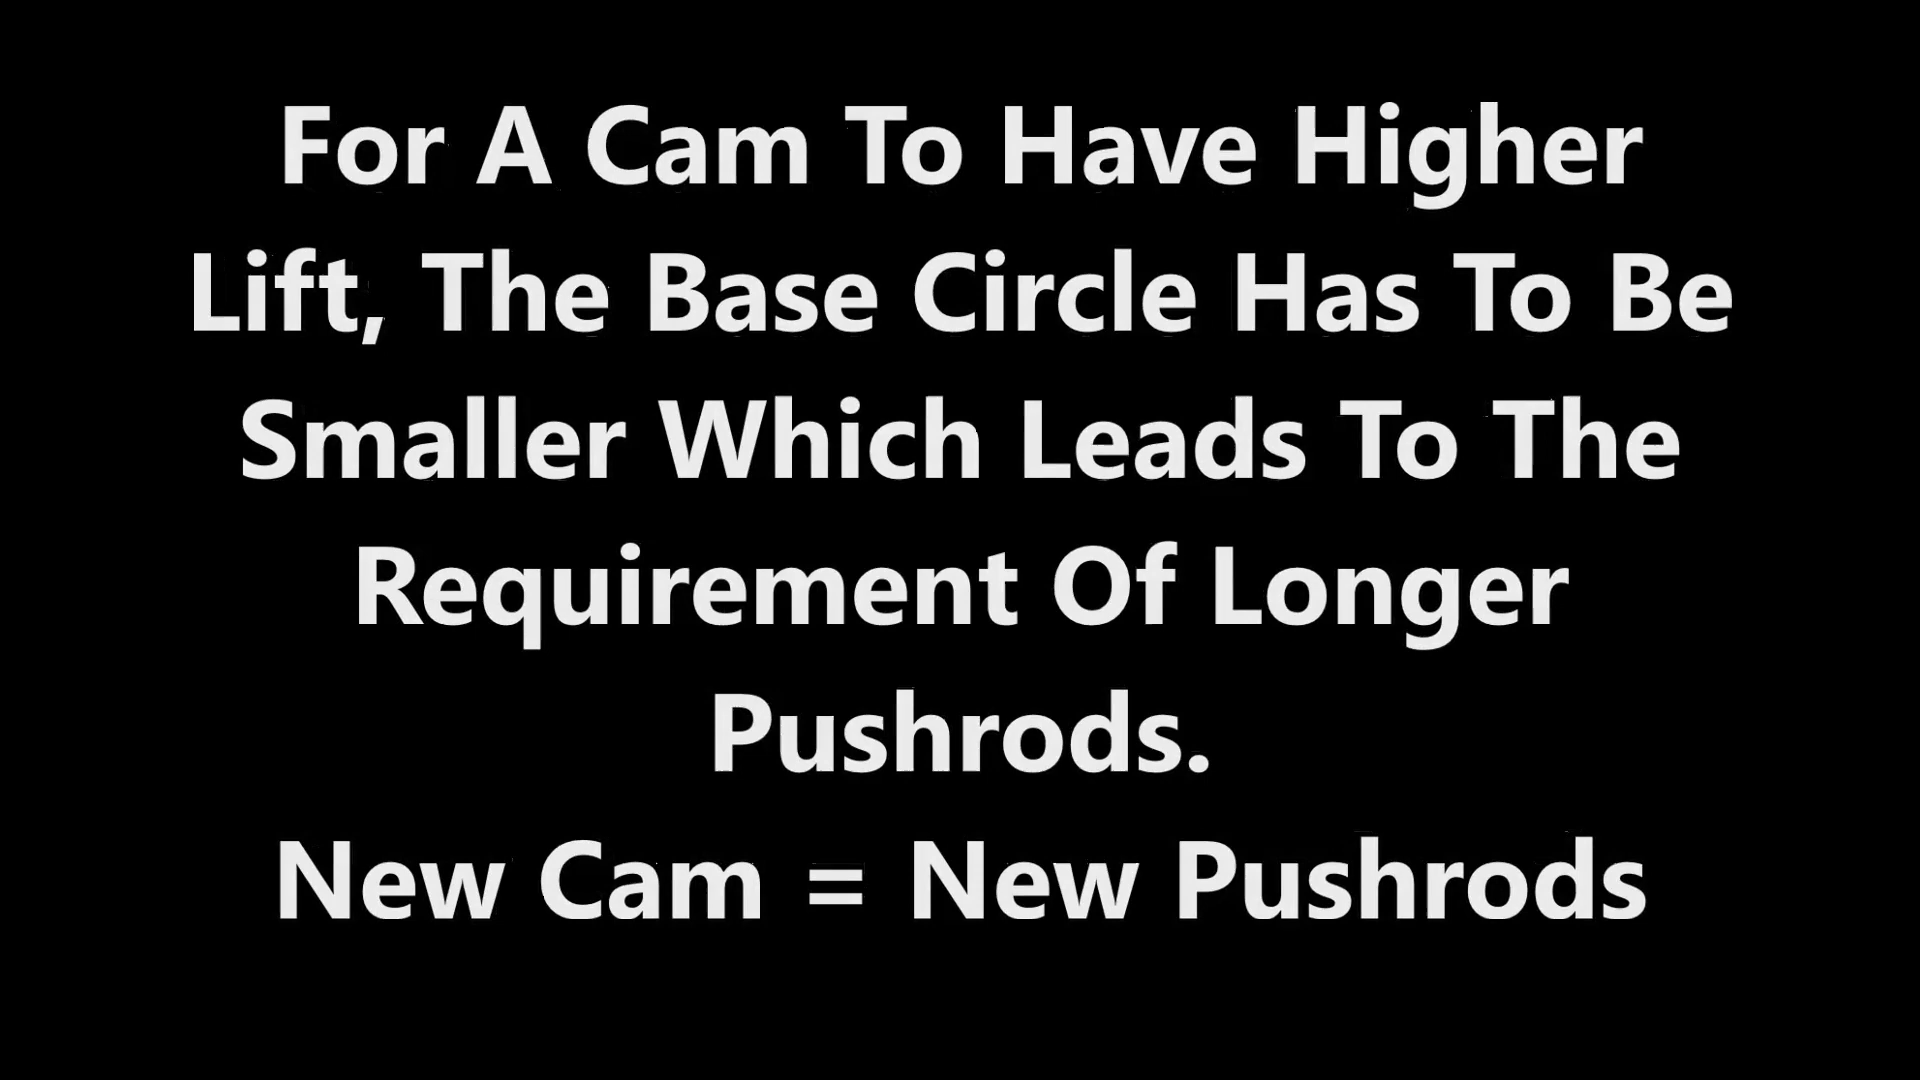 For A Cam To Have Higher
Lift, The Base Circle Has To Be
Smaller Which Leads To The
Requirement Of Longer
Pushrods.
New Cam = New Pushrods